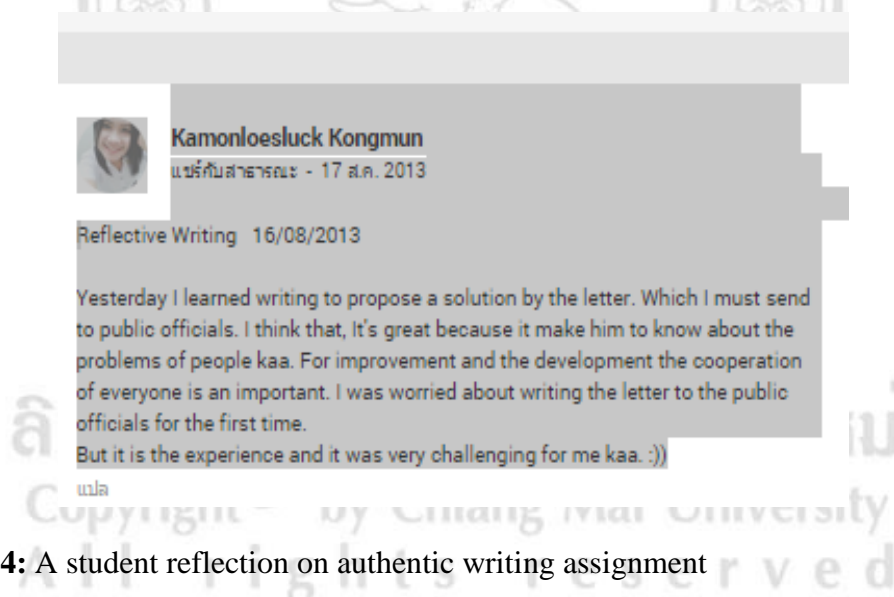 Kamonloesluck Kongmun
แชร์กับสาธารณะ - 17 ส.ค. 2013
Reflective Writing 16/08/2013
Yesterday I learned writing to propose a solution by the letter. Which I must send
to public officials. I think that, It's great because it make him to know about the
problems of people kaa. For improvement and the development the cooperation
of everyone is an important. I was worried about writing the letter to the public
officials for the first time.
But it is the experience and it was very challenging for me kaa. :))
แปล
Copyright by Chiang Mai University
All rights reserved
4: A student reflection on authentic writing assignment